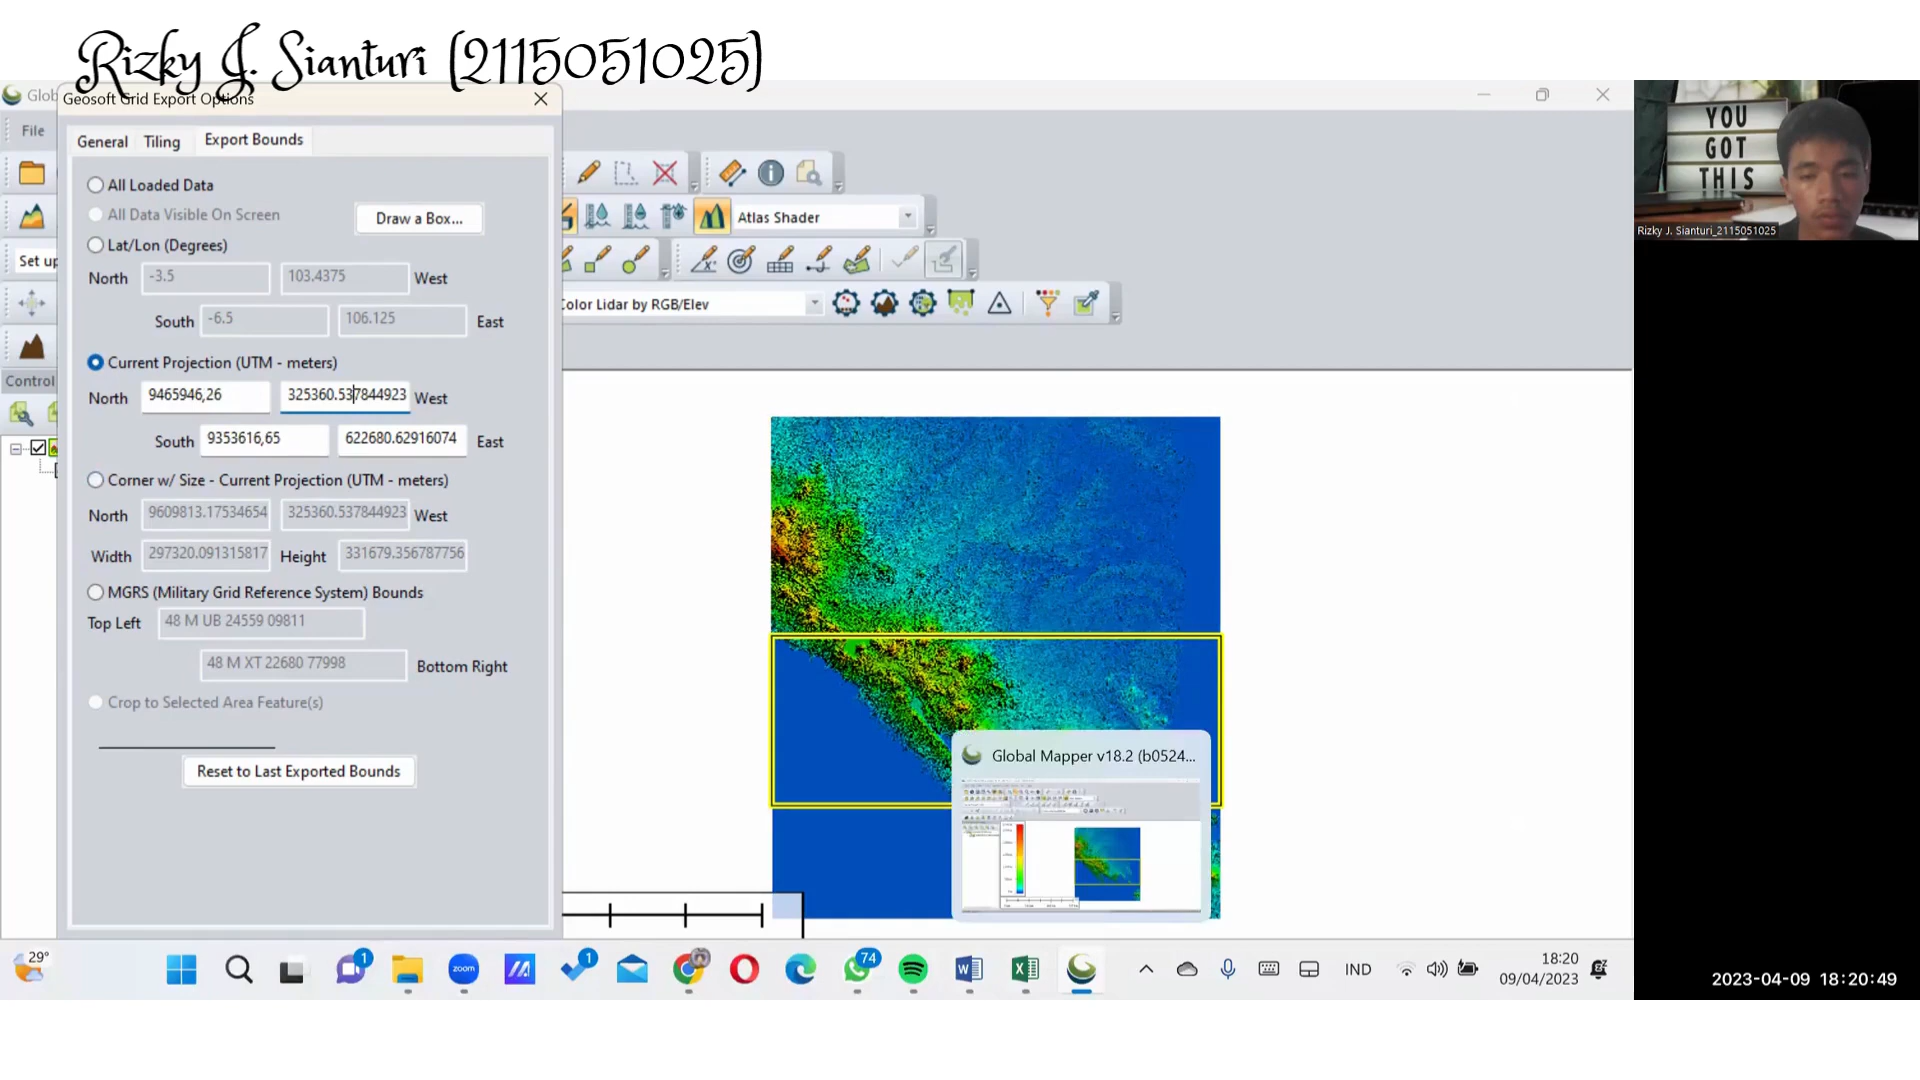 Rizky J. Sianturi (2115051025)
Glob
Geosoft Grid Export Options
File
General Tiling Export Bounds
All Loaded Data
All Data Visible On Screen
Draw a Box...
Lat/Lon (Degrees)
North -3.5 103.4375 West
South -6.5 106.125 East
Current Projection (UTM - meters)
North 9465946,26 325360.537844923 West
South 9353616,65 622680.62916074 East
Corner w/ Size - Current Projection (UTM - meters)
North 9609813.17534654 325360.537844923 West
Width 297320.091315817 Height 331679.356787756
MGRS (Military Grid Reference System) Bounds
Top Left 48 M UB 24559 09811
48 M XT 22680 77998 Bottom Right
Crop to Selected Area Feature(s)
Reset to Last Exported Bounds
Set up
Control
Atlas Shader
Color Lidar by RGB/Elev
Global Mapper v18.2 (b0524...
YOU
GOT
THIS
Rizky J. Sianturi_2115051025
29°
1
zoom
1
74
IND
18:20
09/04/2023
2023-04-09 18:20:49